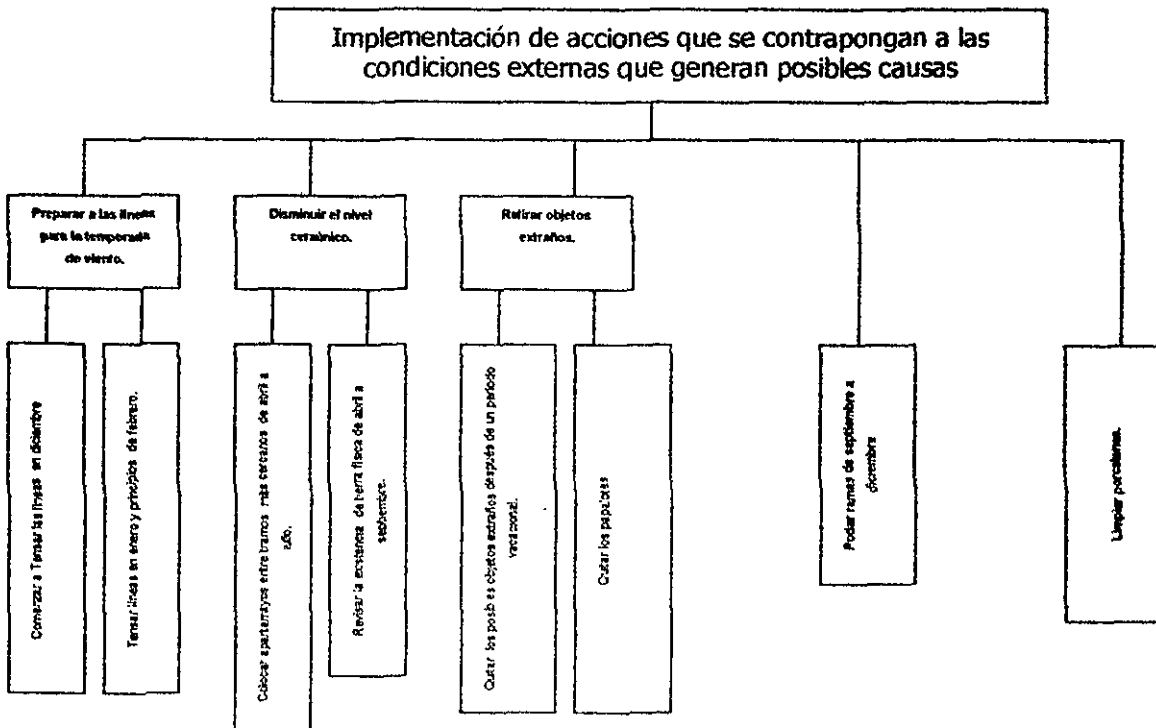 Implementación de acciones que se contrapongan a las
condiciones externas que generan posibles causas
Preparar a las líneas
para la temporada
de viento.
Disminuir el nivel
ceraúnico.
Retirar objetos
extraños.
Comenzar a Tensar las líneas en diciembre
Tensar líneas en enero y principios de febrero.
Colocar apartarrayos entre tramos más cercanos de abril a
julio.
Revisar la existencia de tierra física de abril a
septiembre.
Quitar los posibles objetos extraños después de un período
vacacional.
Quitar los papalotes
Podar ramas de septiembre a
diciembre
Limpiar porcelanas.